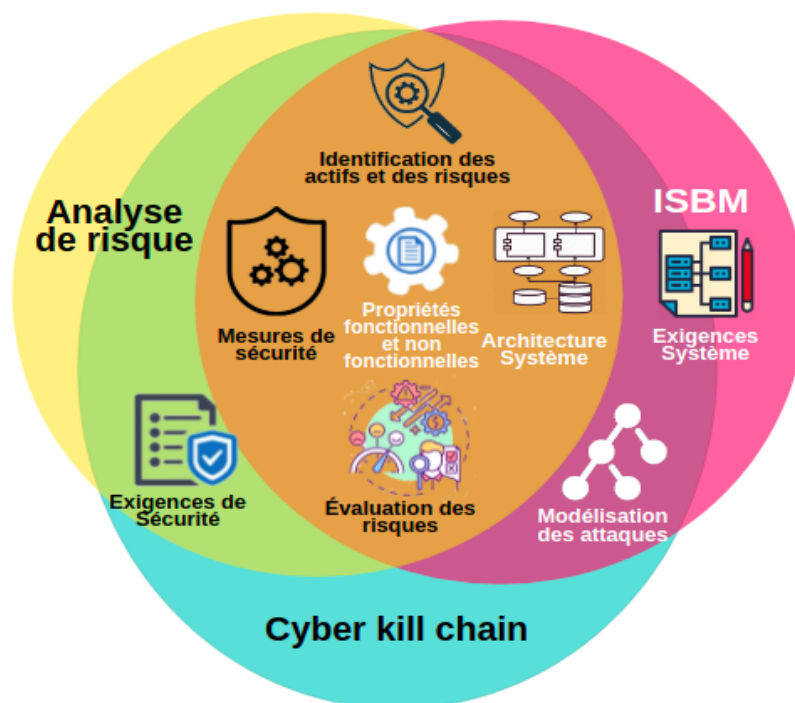 Identification des
actifs et des risques
Analyse
de risque
ISBM
Mesures de
sécurité
Propriétés
fonctionnelles
et non
fonctionnelles
Architecture
Système
Exigences
Système
Exigences de
Sécurité
Évaluation des
risques
Modélisation
des attaques
Cyber kill chain